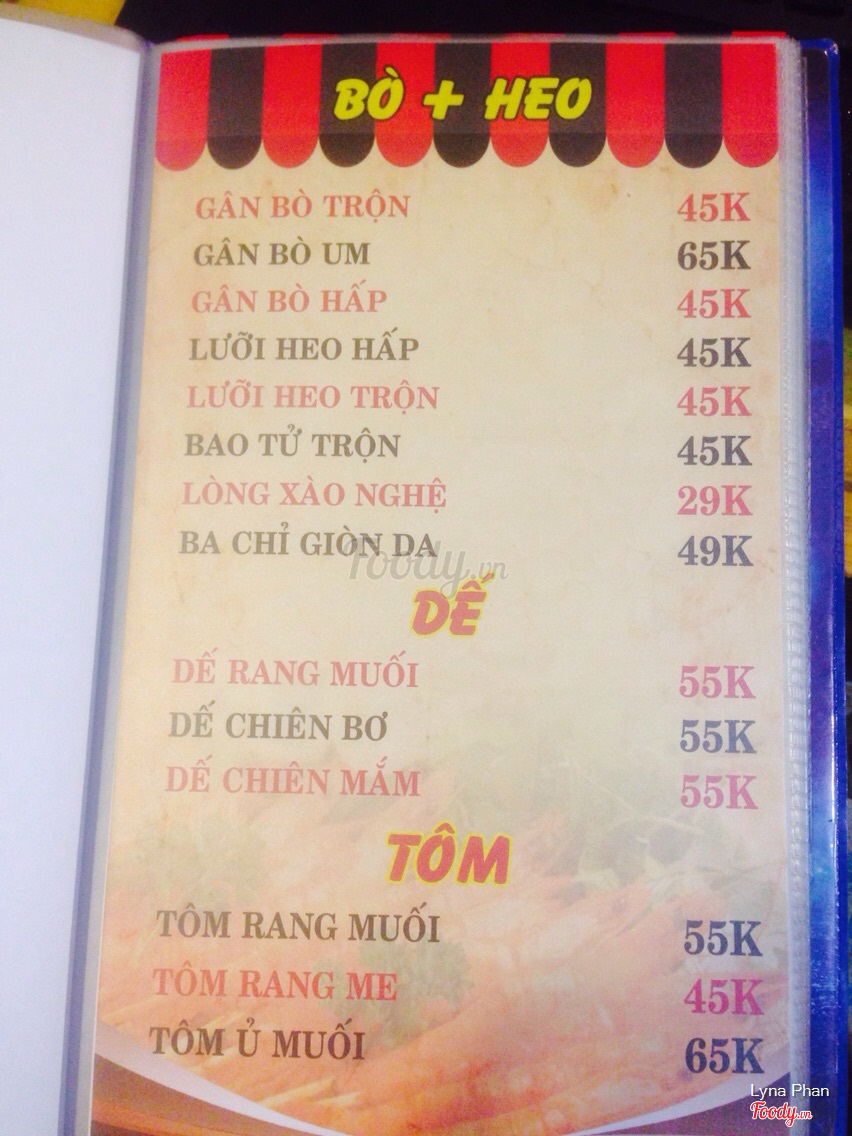 BÒ + HEO
GÂN BÒ TRỘN 45K
GÂN BÒ UM 65K
GÂN BÒ HẤP 45K
LƯỠI HEO HẤP 45K
LƯỠI HEO TRỘN 45K
BAO TỬ TRỘN 45K
LÒNG XÀO NGHỆ 29K
BA CHỈ GIÒN DA 49K
foody.vn
DẾ
DẾ RANG MUỐI 55K
DẾ CHIÊN BƠ 55K
DẾ CHIÊN MẮM 55K
TÔM
TÔM RANG MUỐI 55K
TÔM RANG ME 45K
TÔM Ủ MUỐI 65K
Lyna Phan
Foody.vn